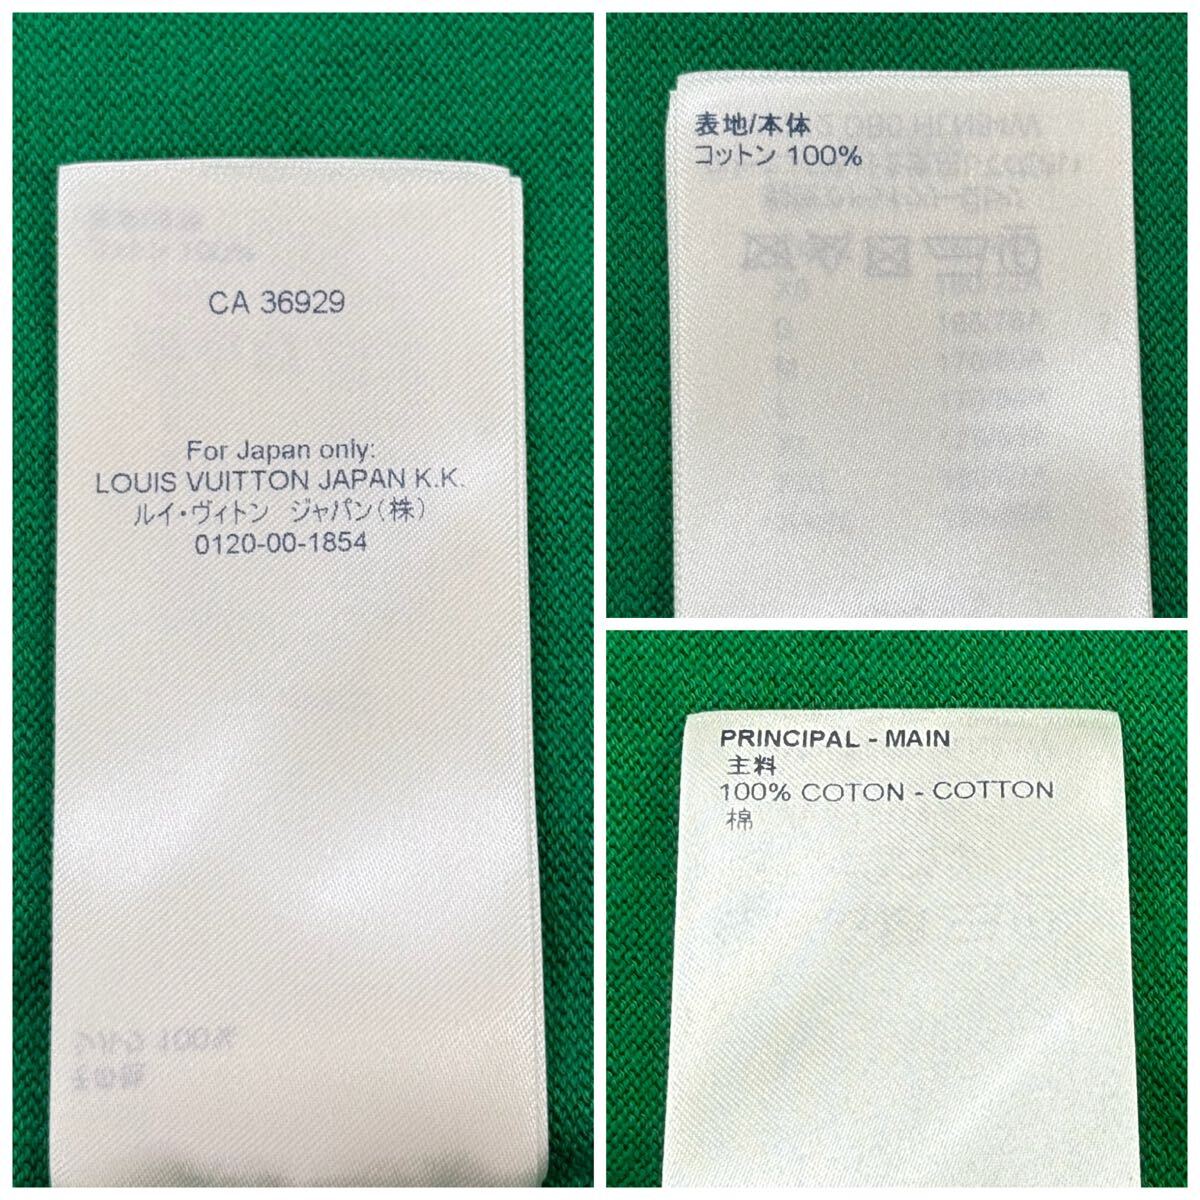 CA 36929
For Japan only:
LOUIS VUITTON JAPAN K.K.
ルイ・ヴィトン ジャパン(株)
0120-00-1854
表地/本体
コットン 100%
PRINCIPAL - MAIN
主料
100% COTON - COTTON
棉